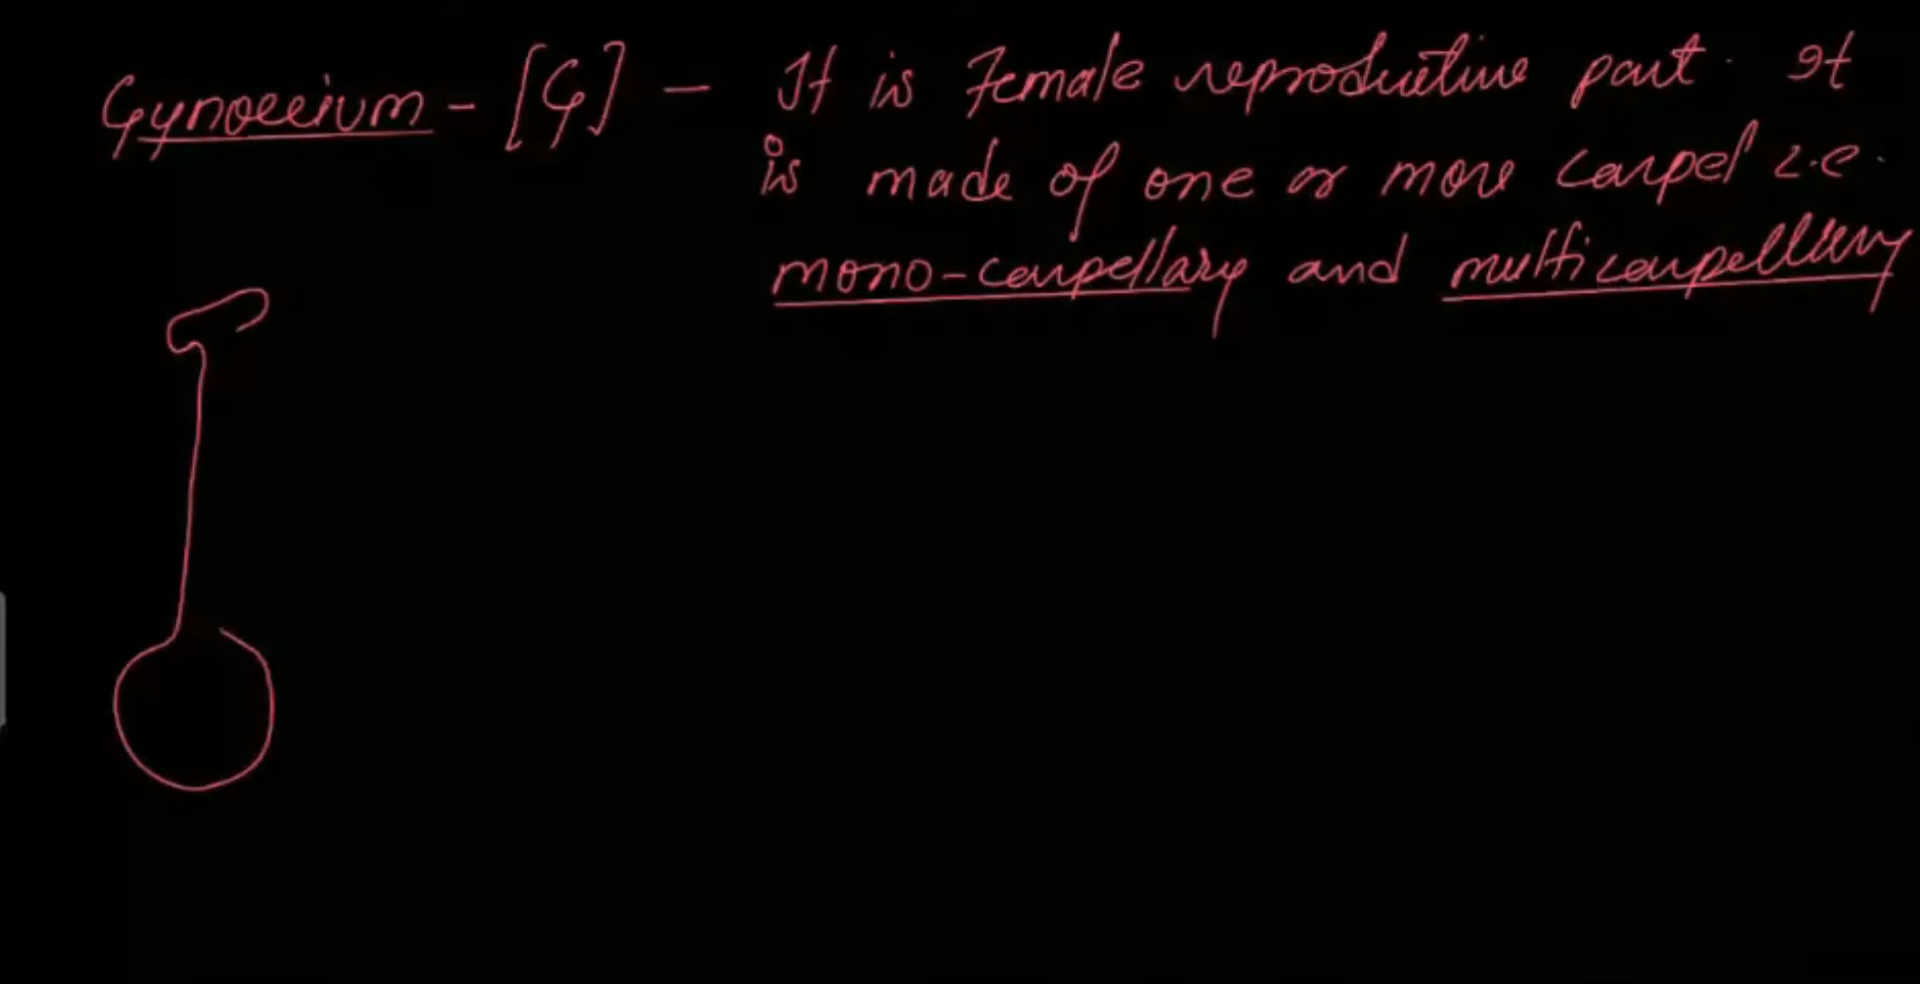 Gynoecium - [G] - It is Female reproductive part. It
is made of one or more carpel i.e.
mono-carpellary and multicarpellary